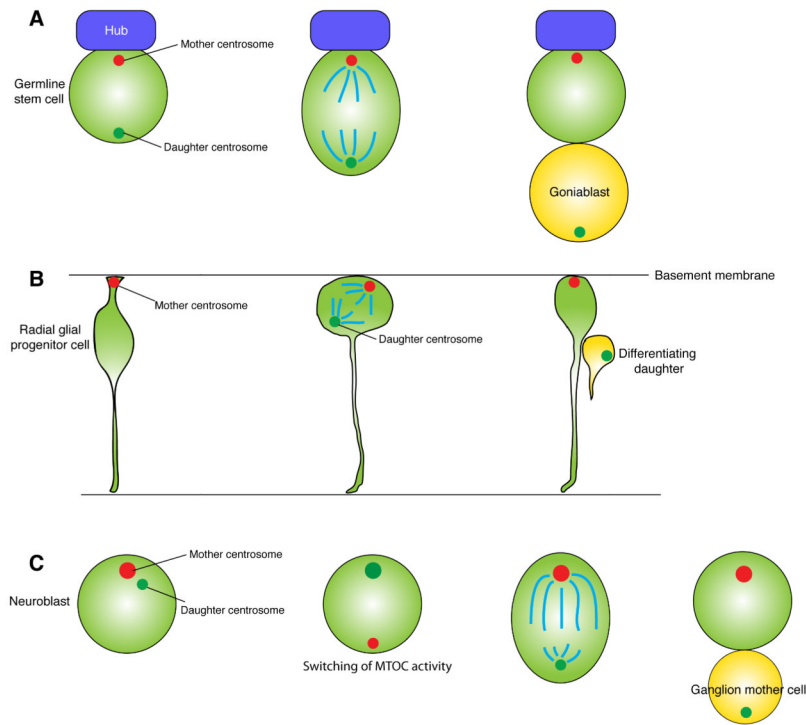 A
Hub
Mother centrosome
Germline
stem cell
Daughter centrosome
Goniablast
B
Basement membrane
Mother centrosome
Radial glial
progenitor cell
Daughter centrosome
Differentiating
daughter
C
Mother centrosome
Neuroblast
Daughter centrosome
Switching of MTOC activity
Ganglion mother cell